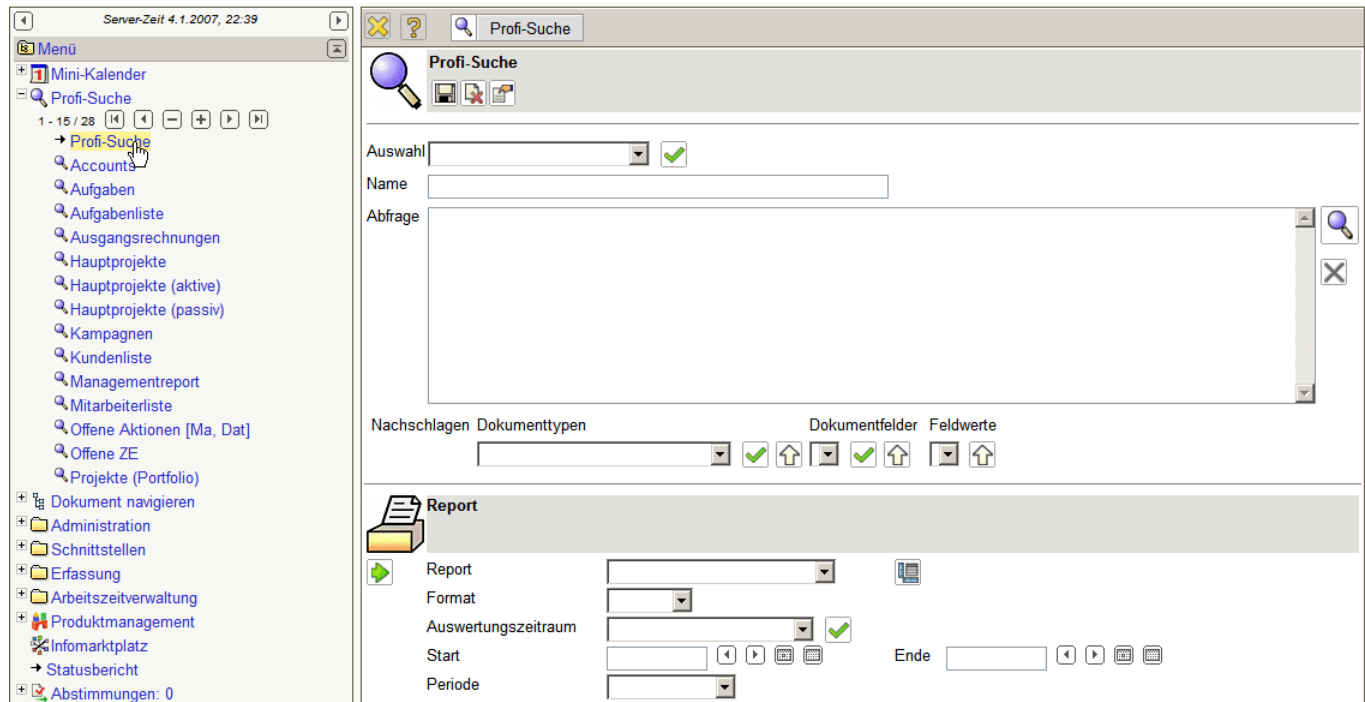 Server-Zeit 4.1.2007, 22:39
Menü
Mini-Kalender
Profi-Suche
1 - 15 / 28
Profi-Suche
Accounts
Aufgaben
Aufgabenliste
Ausgangsrechnungen
Hauptprojekte
Hauptprojekte (aktive)
Hauptprojekte (passiv)
Kampagnen
Kundenliste
Managementreport
Mitarbeiterliste
Offene Aktionen [Ma, Dat]
Offene ZE
Projekte (Portfolio)
Dokument navigieren
Administration
Schnittstellen
Erfassung
Arbeitszeitverwaltung
Produktmanagement
Infomarktplatz
Statusbericht
Abstimmungen: 0
Profi-Suche
Profi-Suche
Auswahl
Name
Abfrage
Nachschlagen Dokumenttypen Dokumentfelder Feldwerte
Report
Report
Format
Auswertungszeitraum
Start Ende
Periode